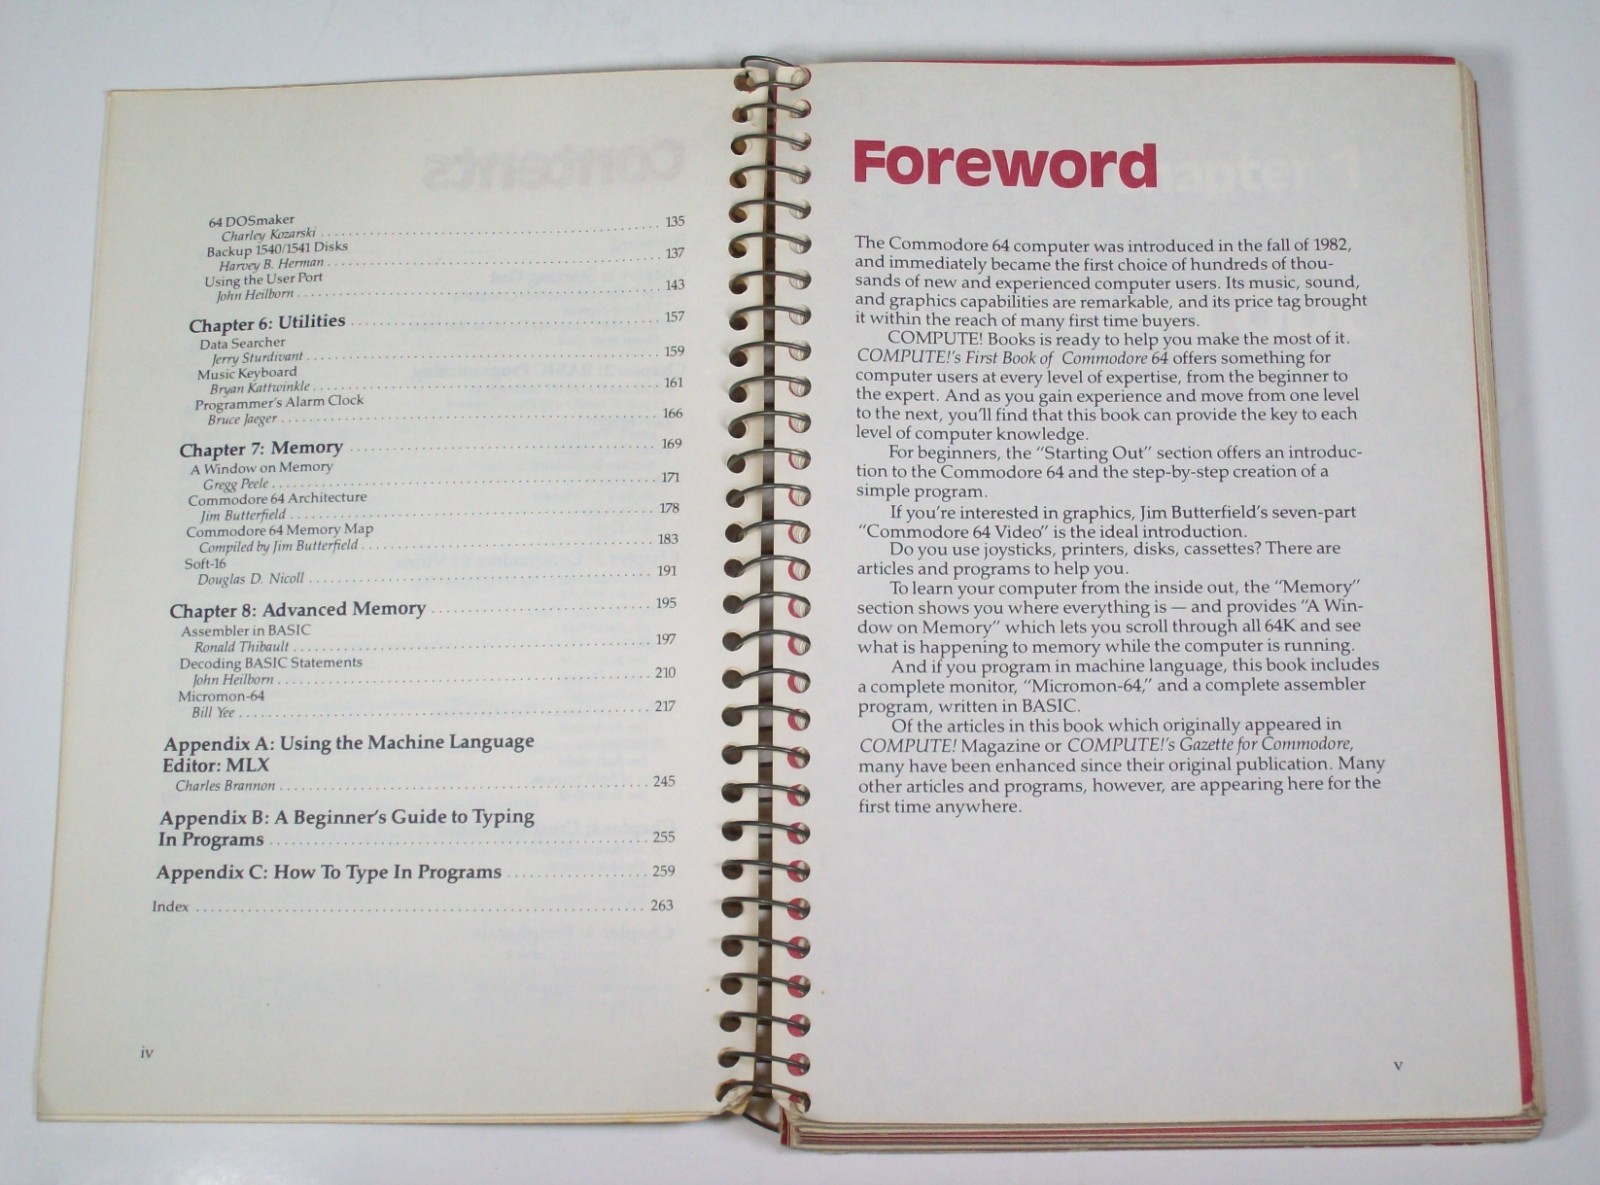 64 DOSmaker
Charley Kozarski ........ 135
Backup 1540/1541 Disks
Harvey B. Herman ........ 137
Using the User Port
John Heilborn ........ 143
Chapter 6: Utilities ........ 157
Data Searcher
Jerry Sturdivant ........ 159
Music Keyboard
Bryan Kattwinkle ........ 161
Programmer's Alarm Clock
Bruce Jaeger ........ 166
Chapter 7: Memory ........ 169
A Window on Memory
Gregg Peele ........ 171
Commodore 64 Architecture
Jim Butterfield ........ 178
Commodore 64 Memory Map
Compiled by Jim Butterfield ........ 183
Soft-16
Douglas D. Nicoll ........ 191
Chapter 8: Advanced Memory ........ 195
Assembler in BASIC
Ronald Thibault ........ 197
Decoding BASIC Statements
John Heilborn ........ 210
Micromon-64
Bill Yee ........ 217
Appendix A: Using the Machine Language
Editor: MLX
Charles Brannon ........ 245
Appendix B: A Beginner's Guide to Typing
In Programs ........ 255
Appendix C: How To Type In Programs ........ 259
Index ........ 263
iv
Foreword
The Commodore 64 computer was introduced in the fall of 1982,
and immediately became the first choice of hundreds of thou-
sands of new and experienced computer users. Its music, sound,
and graphics capabilities are remarkable, and its price tag brought
it within the reach of many first time buyers.
COMPUTE! Books is ready to help you make the most of it.
COMPUTE!'s First Book of Commodore 64 offers something for
computer users at every level of expertise, from the beginner to
the expert. And as you gain experience and move from one level
to the next, you'll find that this book can provide the key to each
level of computer knowledge.
For beginners, the "Starting Out" section offers an introduc-
tion to the Commodore 64 and the step-by-step creation of a
simple program.
If you're interested in graphics, Jim Butterfield's seven-part
"Commodore 64 Video" is the ideal introduction.
Do you use joysticks, printers, disks, cassettes? There are
articles and programs to help you.
To learn your computer from the inside out, the "Memory"
section shows you where everything is — and provides "A Win-
dow on Memory" which lets you scroll through all 64K and see
what is happening to memory while the computer is running.
And if you program in machine language, this book includes
a complete monitor, "Micromon-64," and a complete assembler
program, written in BASIC.
Of the articles in this book which originally appeared in
COMPUTE! Magazine or COMPUTE!'s Gazette for Commodore,
many have been enhanced since their original publication. Many
other articles and programs, however, are appearing here for the
first time anywhere.
v